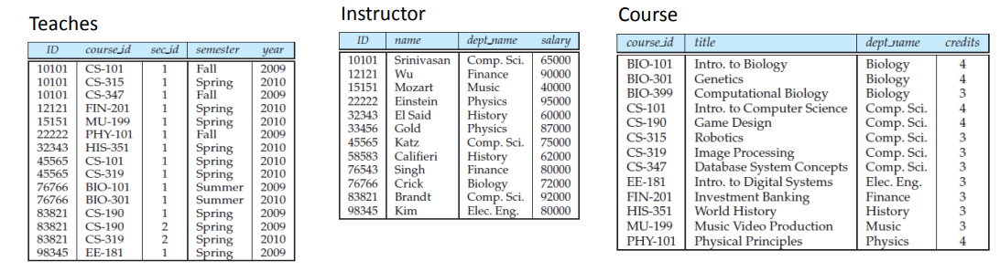 Teaches
ID course_id sec_id semester year
10101 CS-101 1 Fall 2009
10101 CS-315 1 Spring 2010
10101 CS-347 1 Fall 2009
12121 FIN-201 1 Spring 2010
15151 MU-199 1 Spring 2010
22222 PHY-101 1 Fall 2009
32343 HIS-351 1 Spring 2010
45565 CS-101 1 Spring 2010
45565 CS-319 1 Spring 2010
76766 BIO-101 1 Summer 2009
76766 BIO-301 1 Summer 2010
83821 CS-190 1 Spring 2009
83821 CS-190 2 Spring 2009
83821 CS-319 2 Spring 2010
98345 EE-181 1 Spring 2009
Instructor
ID name dept_name salary
10101 Srinivasan Comp. Sci. 65000
12121 Wu Finance 90000
15151 Mozart Music 40000
22222 Einstein Physics 95000
32343 El Said History 60000
33456 Gold Physics 87000
45565 Katz Comp. Sci. 75000
58583 Califieri History 62000
76543 Singh Finance 80000
76766 Crick Biology 72000
83821 Brandt Comp. Sci. 92000
98345 Kim Elec. Eng. 80000
Course
course_id title dept_name credits
BIO-101 Intro. to Biology Biology 4
BIO-301 Genetics Biology 4
BIO-399 Computational Biology Biology 3
CS-101 Intro. to Computer Science Comp. Sci. 4
CS-190 Game Design Comp. Sci. 4
CS-315 Robotics Comp. Sci. 3
CS-319 Image Processing Comp. Sci. 3
CS-347 Database System Concepts Comp. Sci. 3
EE-181 Intro. to Digital Systems Elec. Eng. 3
FIN-201 Investment Banking Finance 3
HIS-351 World History History 3
MU-199 Music Video Production Music 3
PHY-101 Physical Principles Physics 4